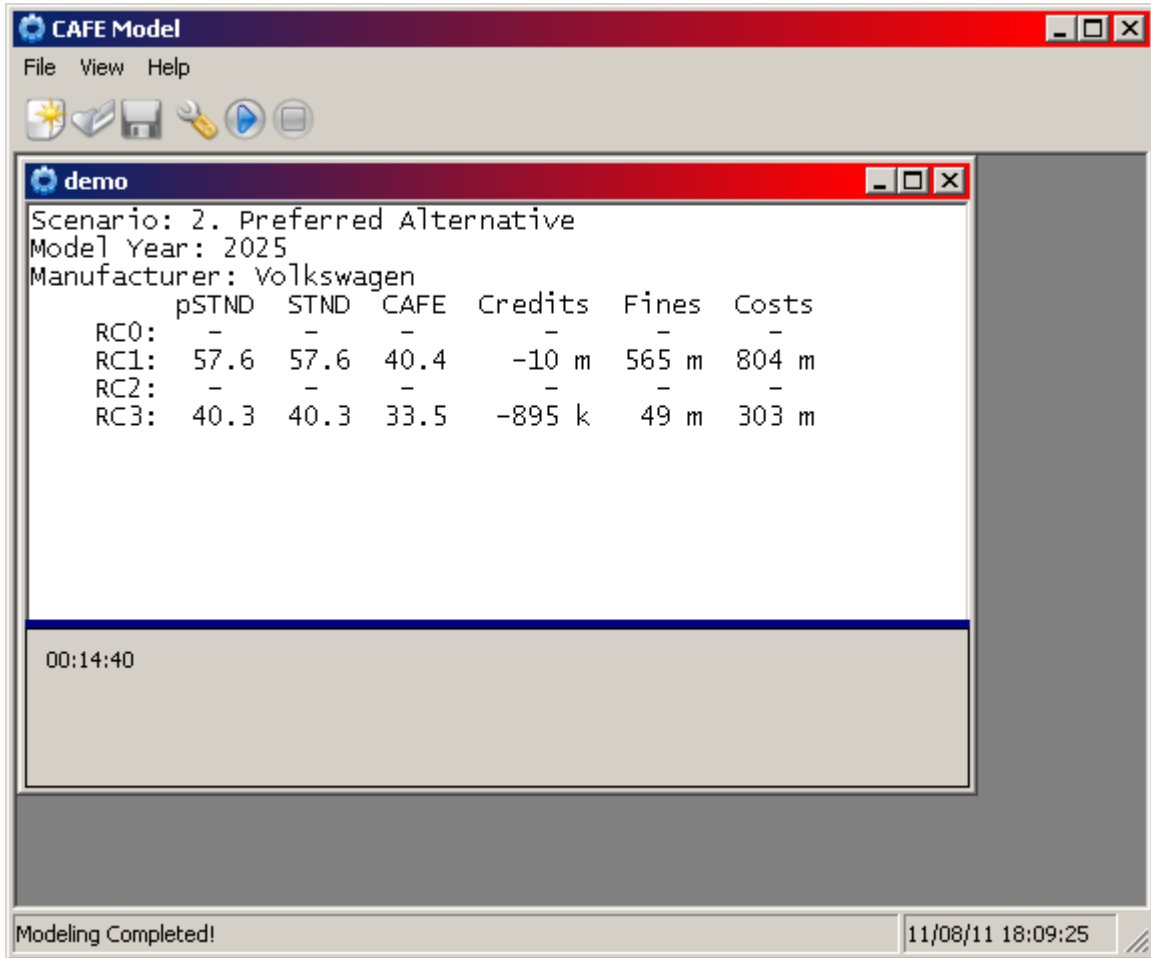 CAFE Model
File View Help
demo
Scenario: 2. Preferred Alternative
Model Year: 2025
Manufacturer: Volkswagen
pSTND STND CAFE Credits Fines Costs
RC0: - - - - - -
RC1: 57.6 57.6 40.4 -10 m 565 m 804 m
RC2: - - - - - -
RC3: 40.3 40.3 33.5 -895 k 49 m 303 m
00:14:40
Modeling Completed! 11/08/11 18:09:25